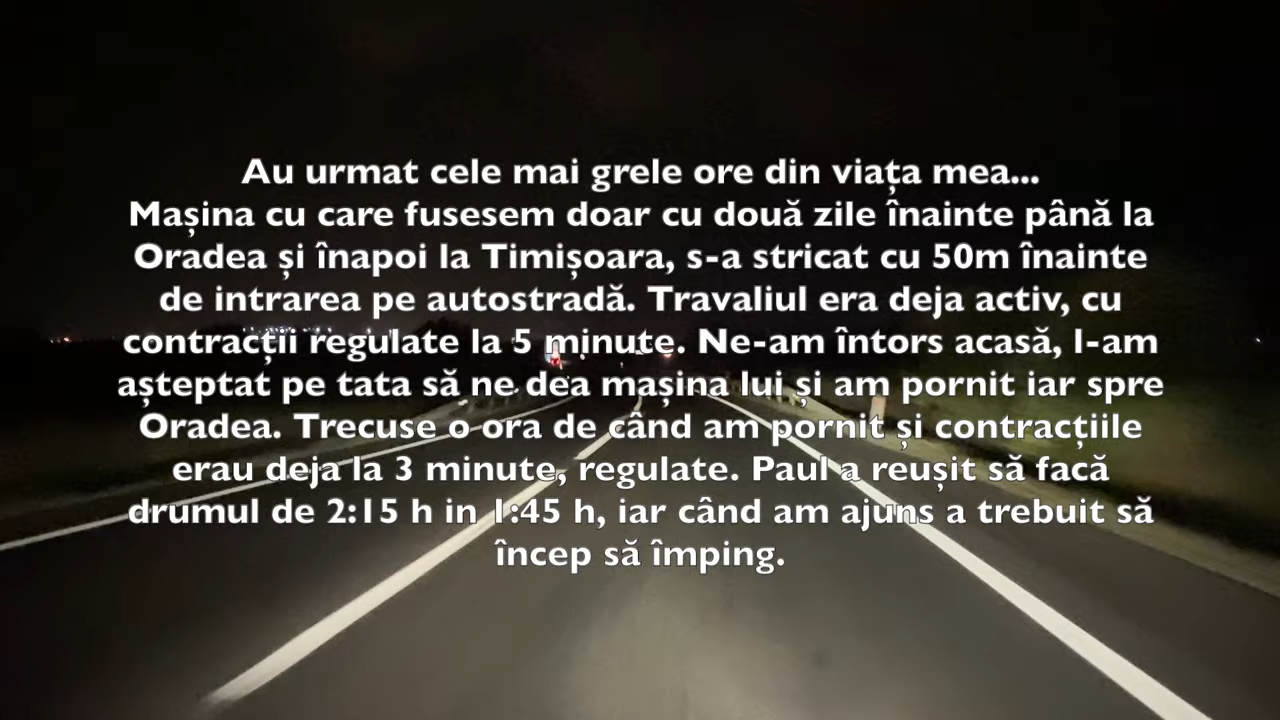 Au urmat cele mai grele ore din viața mea...
Mașina cu care fusesem doar cu două zile înainte până la
Oradea și înapoi la Timișoara, s-a stricat cu 50m înainte
de intrarea pe autostradă. Travaliul era deja activ, cu
contracții regulate la 5 minute. Ne-am întors acasă, l-am
așteptat pe tata să ne dea mașina lui și am pornit iar spre
Oradea. Trecuse o ora de când am pornit și contracțiile
erau deja la 3 minute, regulate. Paul a reușit să facă
drumul de 2:15 h in 1:45 h, iar când am ajuns a trebuit să
încep să împing.